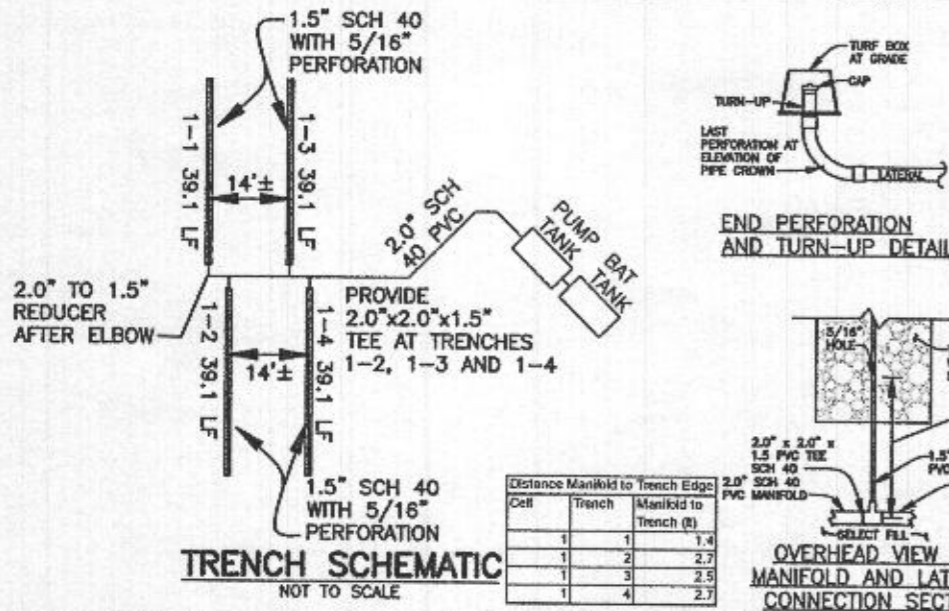 1.5" SCH 40
WITH 5/16"
PERFORATION
1-1 39.1 LF
14'±
1-3 39.1 LF
2.0" SCH
40 PVC
PUMP
TANK
BAT
TANK
2.0" TO 1.5"
REDUCER
AFTER ELBOW
1-2 39.1 LF
14'±
1-4 39.1 LF
PROVIDE
2.0"x2.0"x1.5"
TEE AT TRENCHES
1-2, 1-3 AND 1-4
1.5" SCH 40
WITH 5/16"
PERFORATION
TRENCH SCHEMATIC
NOT TO SCALE
Distance Manifold to Trench Edge
Cell Trench Manifold to
Trench (ft)
1 1 1.4
1 2 2.7
1 3 2.5
1 4 2.7
TURF BOX
AT GRADE
CAP
TURN-UP
LAST
PERFORATION AT
ELEVATION OF
PIPE CROWN
LATERAL
END PERFORATION
AND TURN-UP DETAIL
5/16"
HOLE
2.0" x 2.0" x
1.5 PVC TEE
SCH 40
2.0" SCH 40
PVC MANIFOLD
1.5"
PVC
SELECT FILL
OVERHEAD VIEW
MANIFOLD AND LAT
CONNECTION SEC